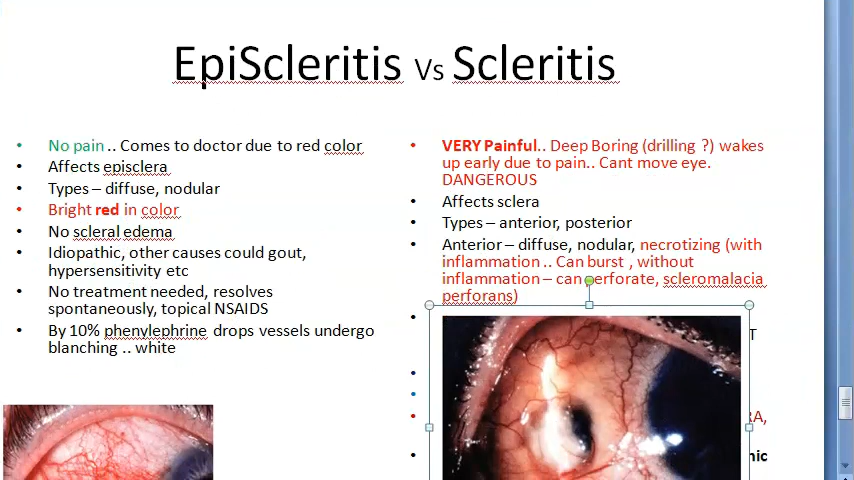 EpiScleritis Vs Scleritis
No pain .. Comes to doctor due to red color
Affects episclera
Types – diffuse, nodular
Bright red in color
No scleral edema
Idiopathic, other causes could gout,
hypersensitivity etc
No treatment needed, resolves
spontaneously, topical NSAIDS
By 10% phenylephrine drops vessels undergo
blanching .. white
VERY Painful.. Deep Boring (drilling ?) wakes
up early due to pain.. Cant move eye.
DANGEROUS
Affects sclera
Types – anterior, posterior
Anterior – diffuse, nodular, necrotizing (with
inflammation .. Can burst , without
inflammation – can perforate, scleromalacia
perforans)